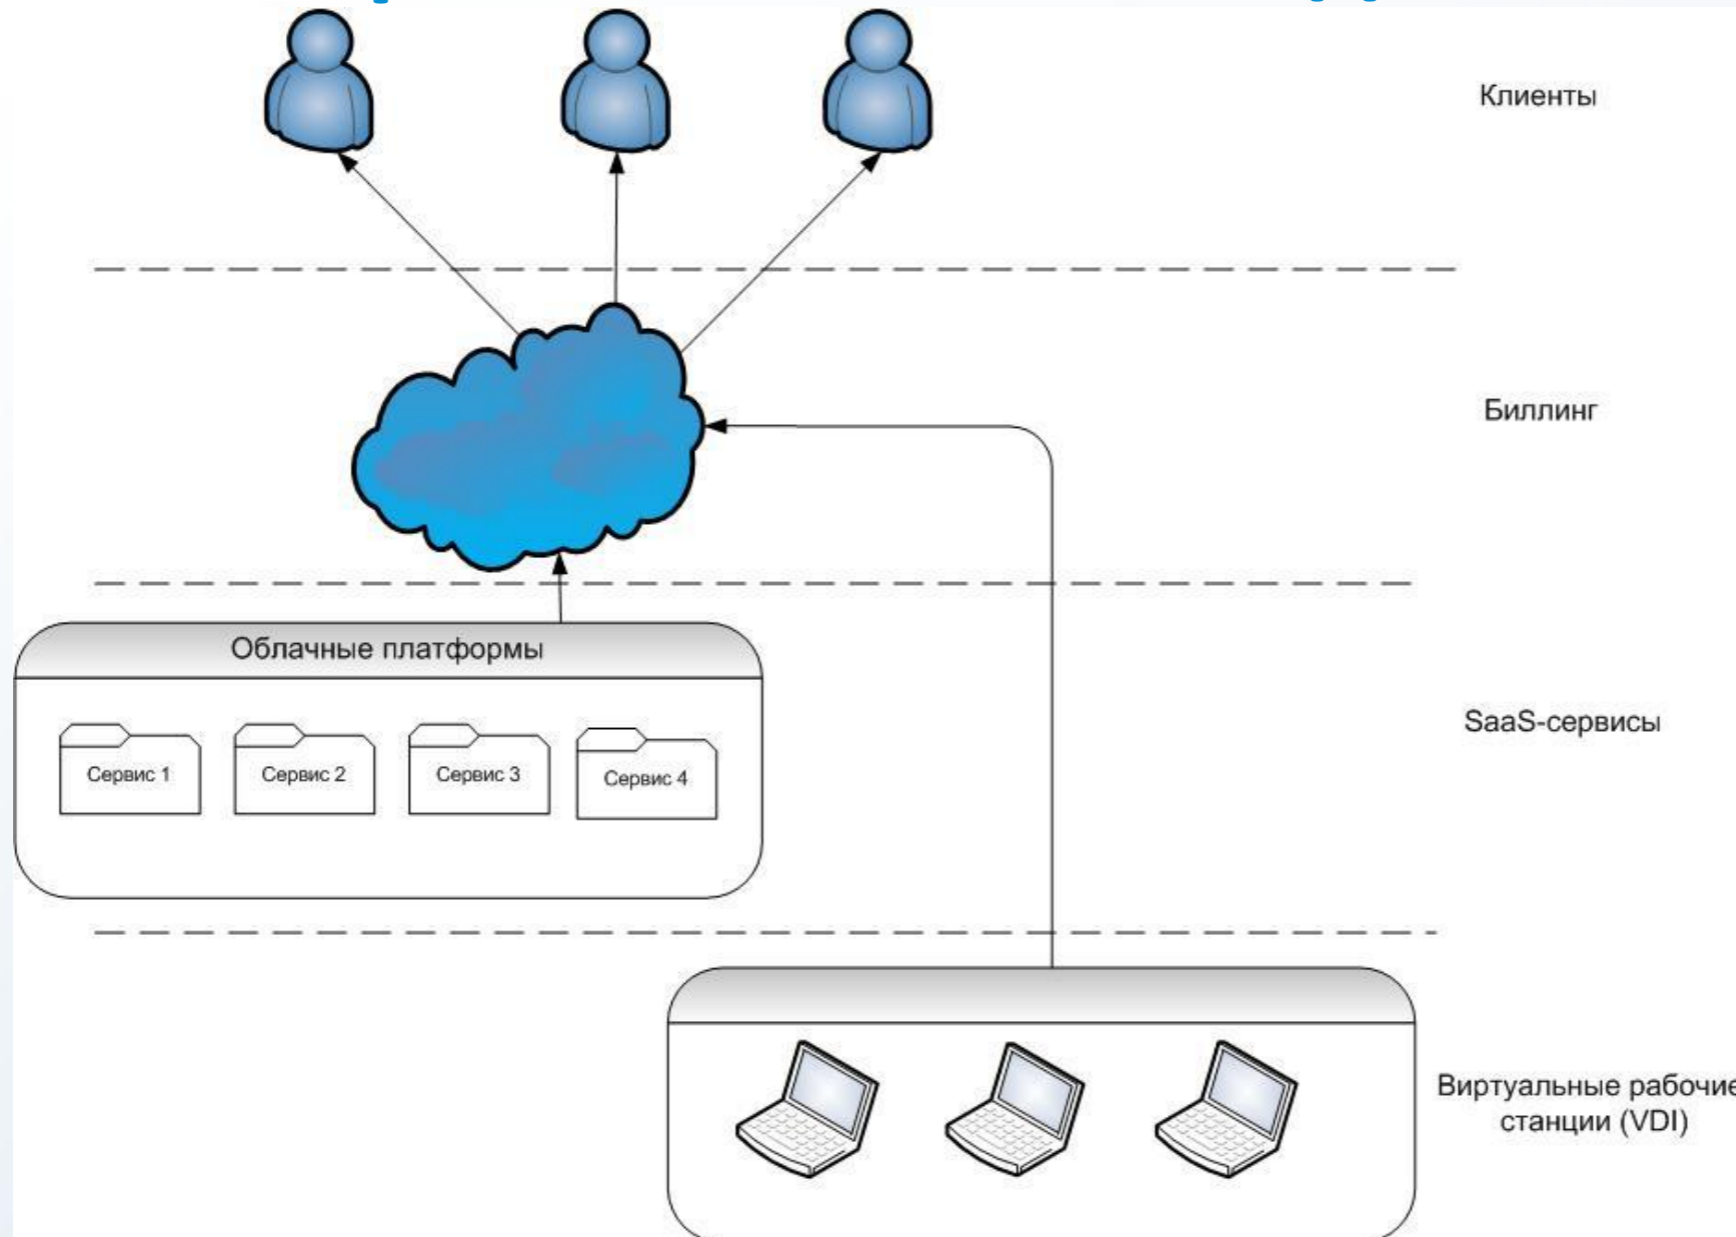 Клиенты
Биллинг
Облачные платформы
Сервис 1
Сервис 2
Сервис 3
Сервис 4
SaaS-сервисы
Виртуальные рабочие
станции (VDI)